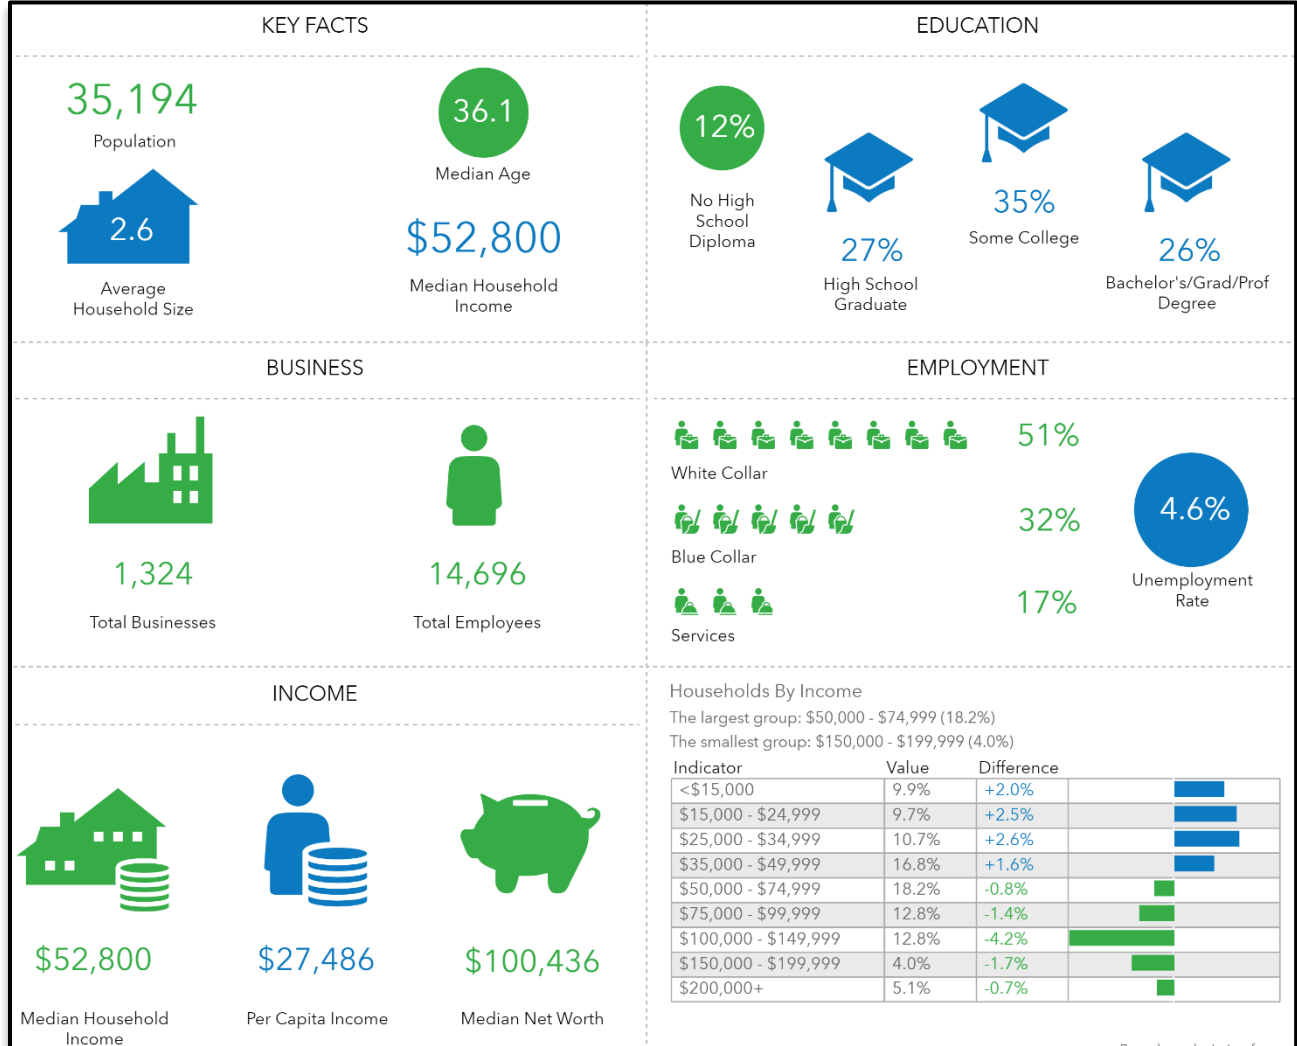 KEY FACTS
35,194
Population
36.1
Median Age
2.6
Average
Household Size
$52,800
Median Household
Income
EDUCATION
12%
No High
School
Diploma
27%
High School
Graduate
35%
Some College
26%
Bachelor's/Grad/Prof
Degree
BUSINESS
1,324
Total Businesses
14,696
Total Employees
EMPLOYMENT
51%
White Collar
32%
Blue Collar
17%
Services
4.6%
Unemployment
Rate
INCOME
$52,800
Median Household
Income
$27,486
Per Capita Income
$100,436
Median Net Worth
Households By Income
The largest group: $50,000 - $74,999 (18.2%)
The smallest group: $150,000 - $199,999 (4.0%)
Indicator Value Difference
<$15,000 9.9% +2.0%
$15,000 - $24,999 9.7% +2.5%
$25,000 - $34,999 10.7% +2.6%
$35,000 - $49,999 16.8% +1.6%
$50,000 - $74,999 18.2% -0.8%
$75,000 - $99,999 12.8% -1.4%
$100,000 - $149,999 12.8% -4.2%
$150,000 - $199,999 4.0% -1.7%
$200,000+ 5.1% -0.7%